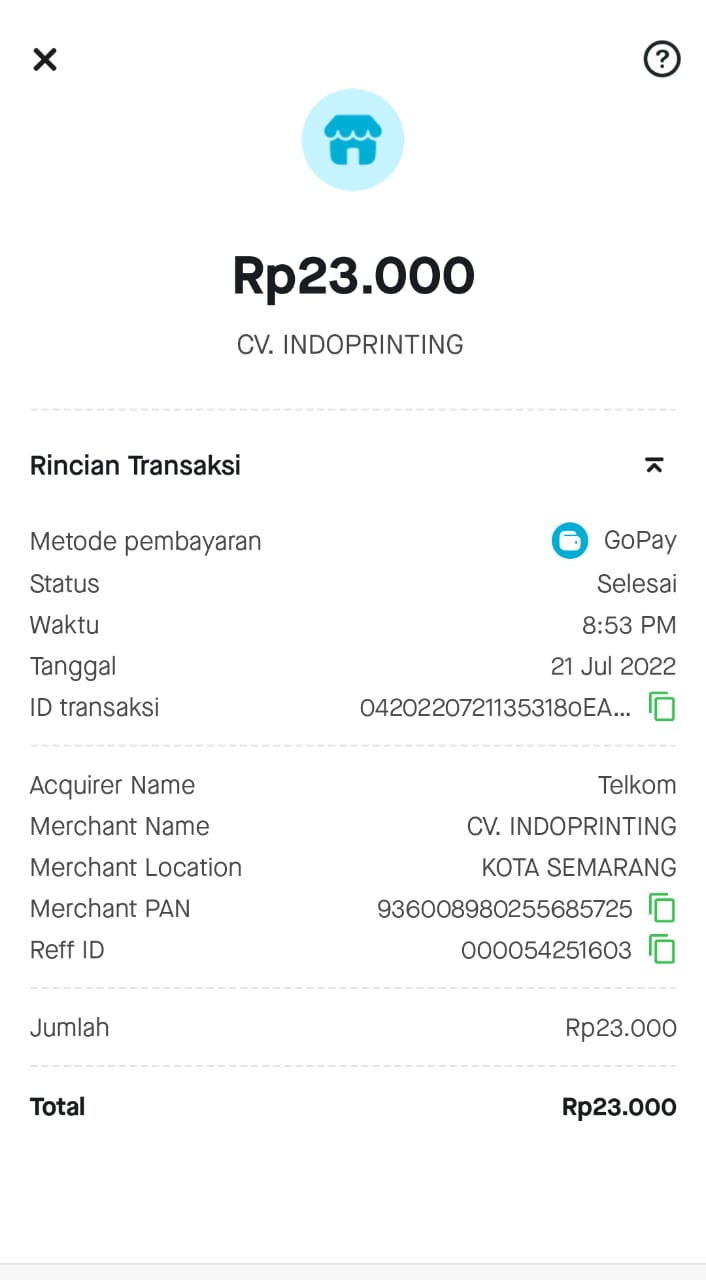 Rp23.000
CV. INDOPRINTING
Rincian Transaksi
Metode pembayaran GoPay
Status Selesai
Waktu 8:53 PM
Tanggal 21 Jul 2022
ID transaksi 0420220721135318oEA...
Acquirer Name Telkom
Merchant Name CV. INDOPRINTING
Merchant Location KOTA SEMARANG
Merchant PAN 936008980255685725
Reff ID 000054251603
Jumlah Rp23.000
Total Rp23.000